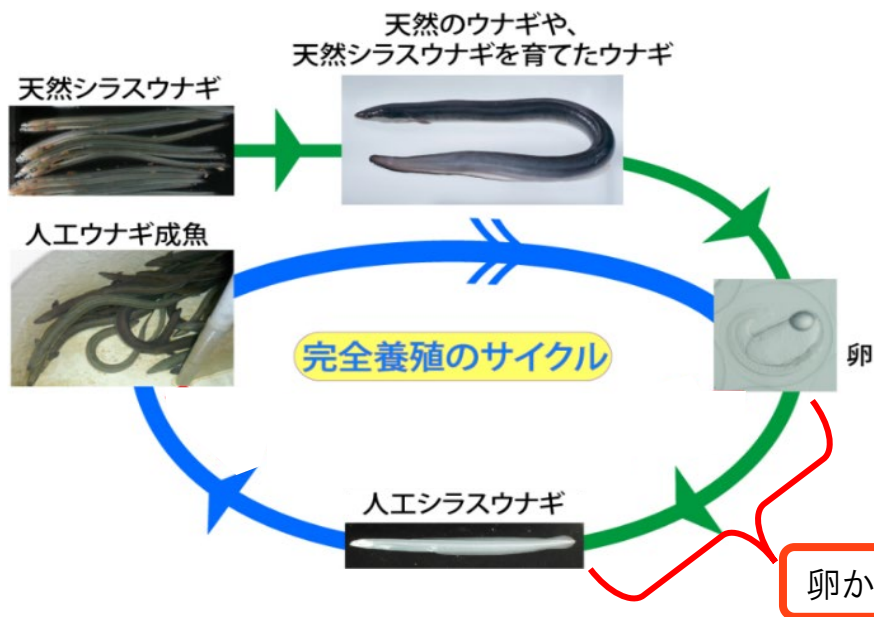 天然のウナギや、
天然シラスウナギを育てたウナギ
天然シラスウナギ
人工ウナギ成魚
完全養殖のサイクル
卵
人工シラスウナギ
卵か